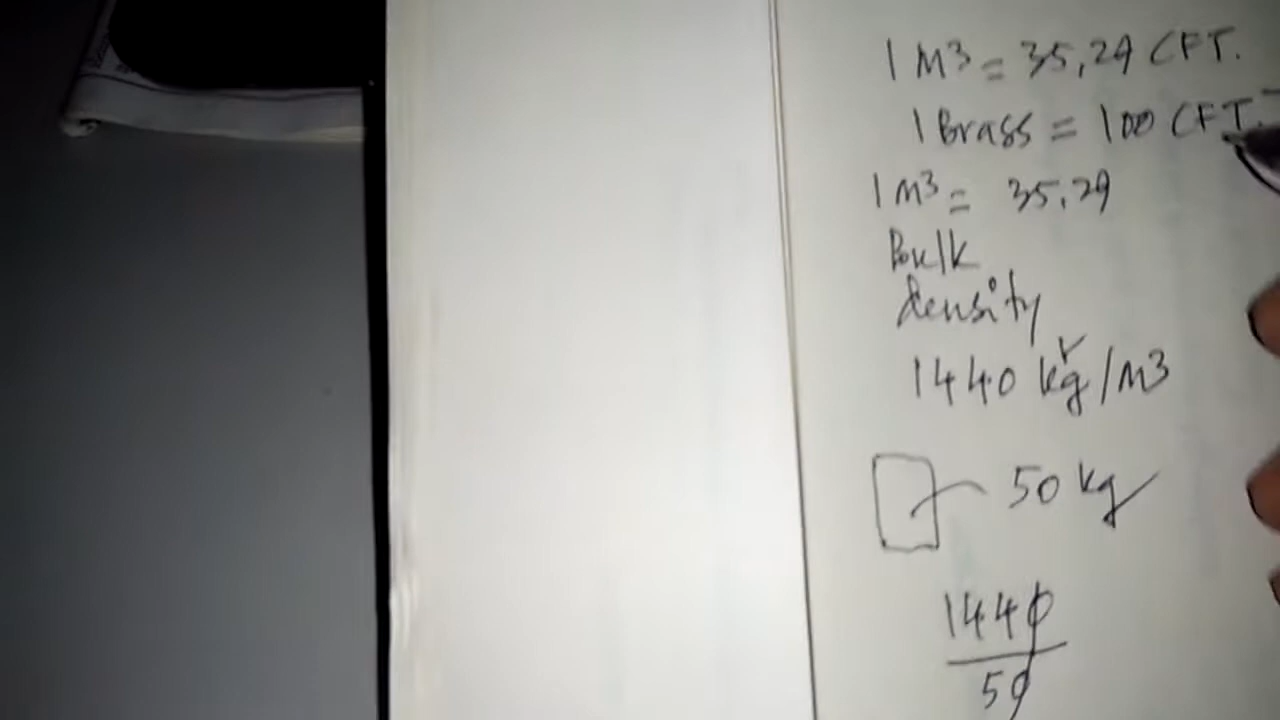 1 M3 = 35,29 CFT.
1 Brass = 100 CFT.
1 M3 = 35.29
Bulk
density
1440 kg/M3
50 kg
1440
50